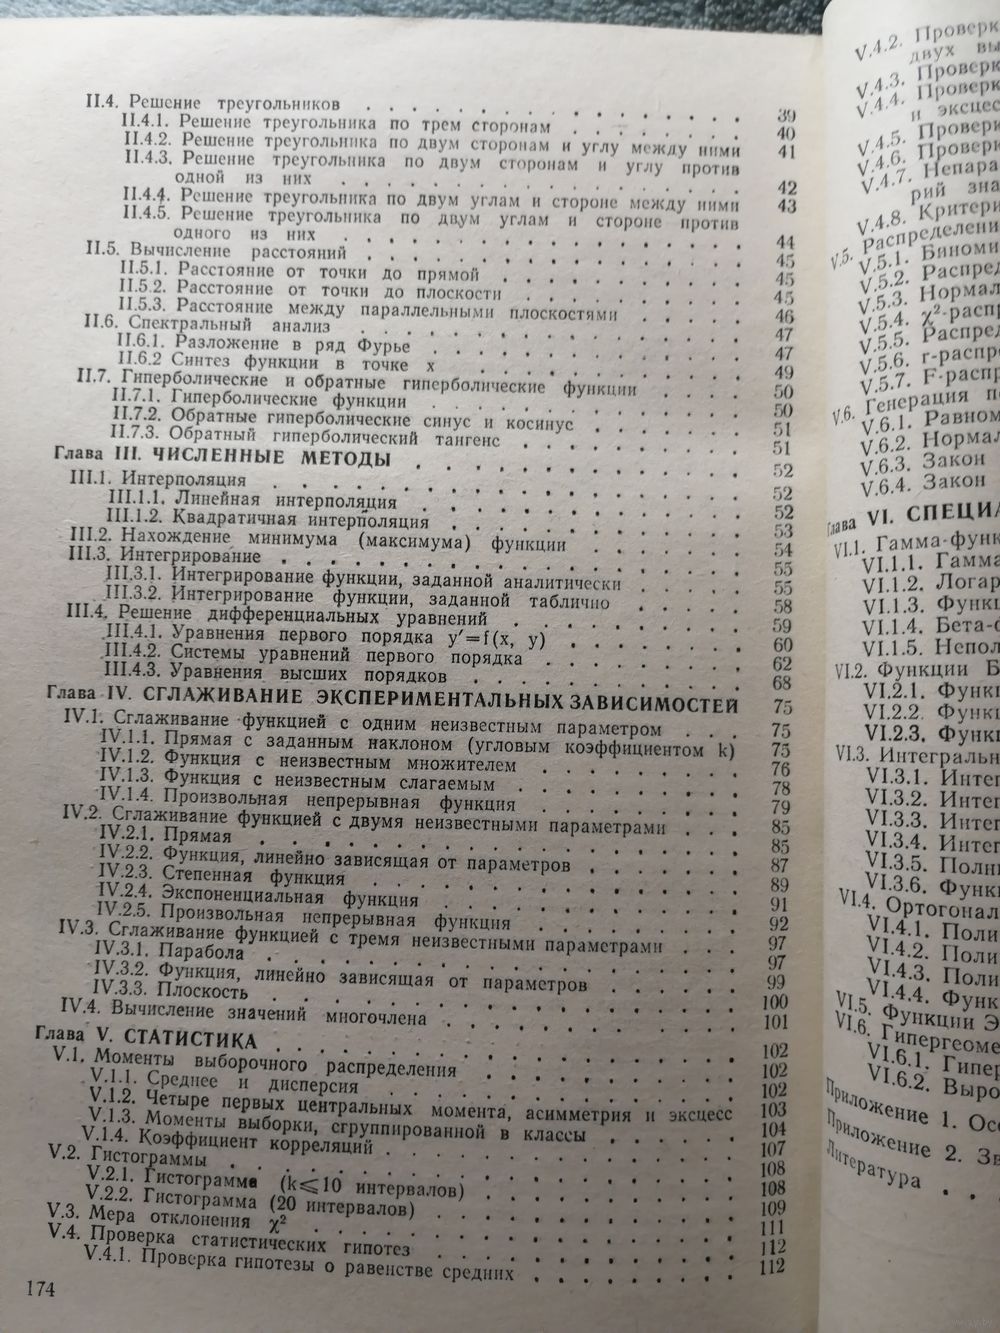 II.4. Решение треугольников . . . 39
II.4.1. Решение треугольника по трем сторонам . . . 40
II.4.2. Решение треугольника по двум сторонам и углу между ними 41
II.4.3. Решение треугольника по двум сторонам и углу против
одной из них . . . 42
II.4.4. Решение треугольника по двум углам и стороне между ними 43
II.4.5. Решение треугольника по двум углам и стороне против
одного из них . . . 44
II.5. Вычисление расстояний . . . 45
II.5.1. Расстояние от точки до прямой . . . 45
II.5.2. Расстояние от точки до плоскости . . . 45
II.5.3. Расстояние между параллельными плоскостями . . . 46
II.6. Спектральный анализ . . . 47
II.6.1. Разложение в ряд Фурье . . . 47
II.6.2 Синтез функции в точке x . . . 49
II.7. Гиперболические и обратные гиперболические функции . . . 50
II.7.1. Гиперболические функции . . . 50
II.7.2. Обратные гиперболические синус и косинус . . . 51
II.7.3. Обратный гиперболический тангенс . . . 51
Глава III. ЧИСЛЕННЫЕ МЕТОДЫ . . . 52
III.1. Интерполяция . . . 52
III.1.1. Линейная интерполяция . . . 52
III.1.2. Квадратичная интерполяция . . . 53
III.2. Нахождение минимума (максимума) функции . . . 54
III.3. Интегрирование . . . 55
III.3.1. Интегрирование функции, заданной аналитически . . . 55
III.3.2. Интегрирование функции, заданной таблично . . . 58
III.4. Решение дифференциальных уравнений . . . 59
III.4.1. Уравнения первого порядка y′=f(x, y) . . . 60
III.4.2. Системы уравнений первого порядка . . . 62
III.4.3. Уравнения высших порядков . . . 68
Глава IV. СГЛАЖИВАНИЕ ЭКСПЕРИМЕНТАЛЬНЫХ ЗАВИСИМОСТЕЙ 75
IV.1. Сглаживание функцией с одним неизвестным параметром . . . 75
IV.1.1. Прямая с заданным наклоном (угловым коэффициентом k) 75
IV.1.2. Функция с неизвестным множителем . . . 76
IV.1.3. Функция с неизвестным слагаемым . . . 78
IV.1.4. Произвольная непрерывная функция . . . 79
IV.2. Сглаживание функцией с двумя неизвестными параметрами . . . 85
IV.2.1. Прямая . . . 85
IV.2.2. Функция, линейно зависящая от параметров . . . 87
IV.2.3. Степенная функция . . . 89
IV.2.4. Экспоненциальная функция . . . 91
IV.2.5. Произвольная непрерывная функция . . . 92
IV.3. Сглаживание функцией с тремя неизвестными параметрами . . . 97
IV.3.1. Парабола . . . 97
IV.3.2. Функция, линейно зависящая от параметров . . . 99
IV.3.3. Плоскость . . . 100
IV.4. Вычисление значений многочлена . . . 101
Глава V. СТАТИСТИКА . . . 102
V.1. Моменты выборочного распределения . . . 102
V.1.1. Среднее и дисперсия . . . 102
V.1.2. Четыре первых центральных момента, асимметрия и эксцесс 103
V.1.3. Моменты выборки, сгруппированной в классы . . . 104
V.1.4. Коэффициент корреляций . . . 107
V.2. Гистограммы . . . 108
V.2.1. Гистограмма (k⩽10 интервалов) . . . 108
V.2.2. Гистограмма (20 интервалов) . . . 109
V.3. Мера отклонения χ² . . . 111
V.4. Проверка статистических гипотез . . . 112
V.4.1. Проверка гипотезы о равенстве средних . . . 112
174
V.4.2. Проверк
двух вы
V.4.3. Проверк
V.4.4. Проверк
и эксцес
V.4.5. Проверк
V.4.6. Проверк
V.4.7. Непара
рий зна
V.4.8. Критери
V.5. Распределени
V.5.1. Биноми
V.5.2. Распред
V.5.3. Нормал
V.5.4. χ²-расп
V.5.5. Распред
V.5.6. r-распр
V.5.7. F-расп
V.6. Генерация
V.6.1. Равном
V.6.2. Нормал
V.6.3. Закон
V.6.4. Закон
Глава VI. СПЕЦИА
VI.1. Гамма-функ
VI.1.1. Гамма
VI.1.2. Логар
VI.1.3. Функц
VI.1.4. Бета-
VI.1.5. Непол
VI.2. Функции Б
VI.2.1. Функц
VI.2.2. Функц
VI.2.3. Функц
VI.3. Интегральн
VI.3.1. Интег
VI.3.2. Интег
VI.3.3. Интег
VI.3.4. Интег
VI.3.5. Поли
VI.3.6. Функ
VI.4. Ортогонал
VI.4.1. Поли
VI.4.2. Поли
VI.4.3. Поли
VI.4.4. Функ
VI.5. Функции Э
VI.6. Гипергеоме
VI.6.1. Гипер
VI.6.2. Выро
Приложение 1. Ос
Приложение 2. Зн
Литература . . .